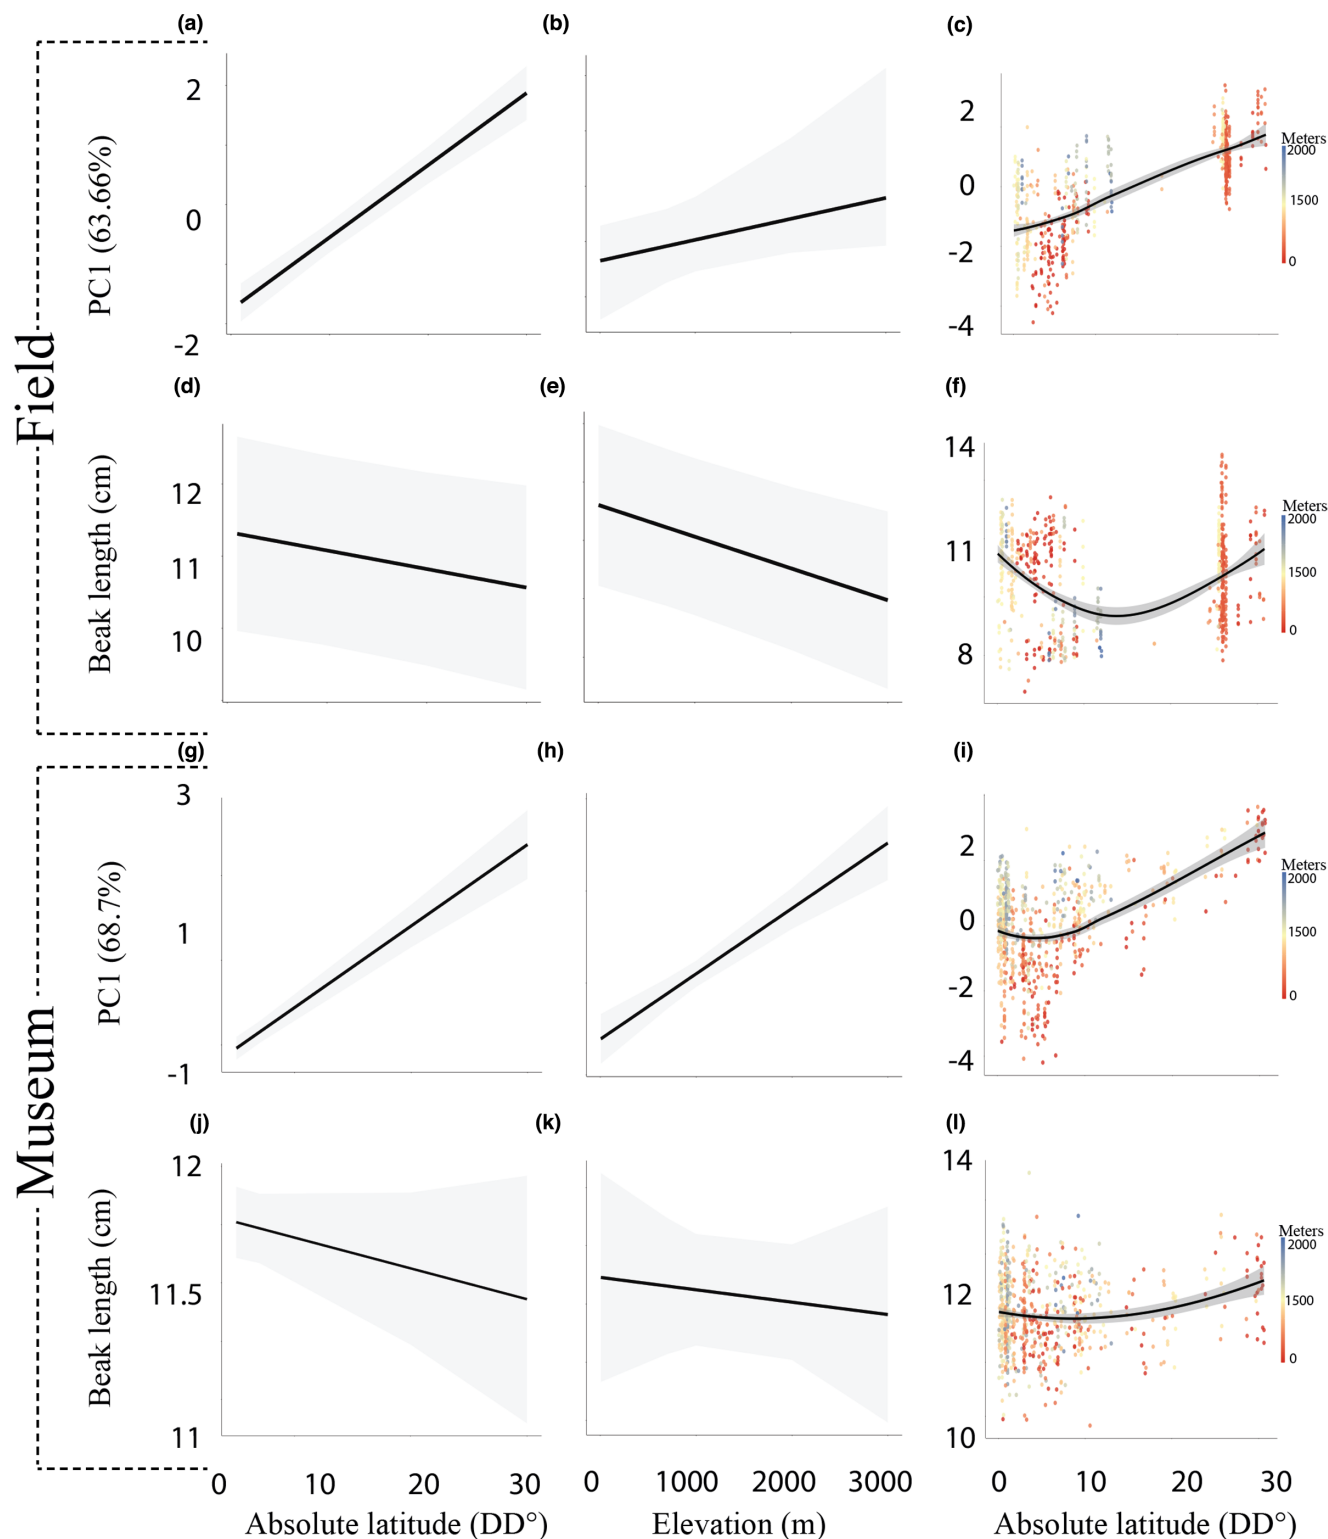 (a)
(b)
(c)
Field
PC1 (63.66%)
2
0
-2
2
0
-2
-4
Meters
2000
1500
0
(d)
(e)
(f)
Beak length (cm)
12
11
10
14
11
8
Meters
2000
1500
0
(g)
(h)
(i)
Museum
PC1 (68.7%)
3
1
-1
2
0
-2
-4
Meters
2000
1500
0
(j)
(k)
(l)
Beak length (cm)
12
11.5
11
14
12
10
Meters
2000
1500
0
0 10 20 30
0 1000 2000 3000
0 10 20 30
Absolute latitude (DD°)
Elevation (m)
Absolute latitude (DD°)